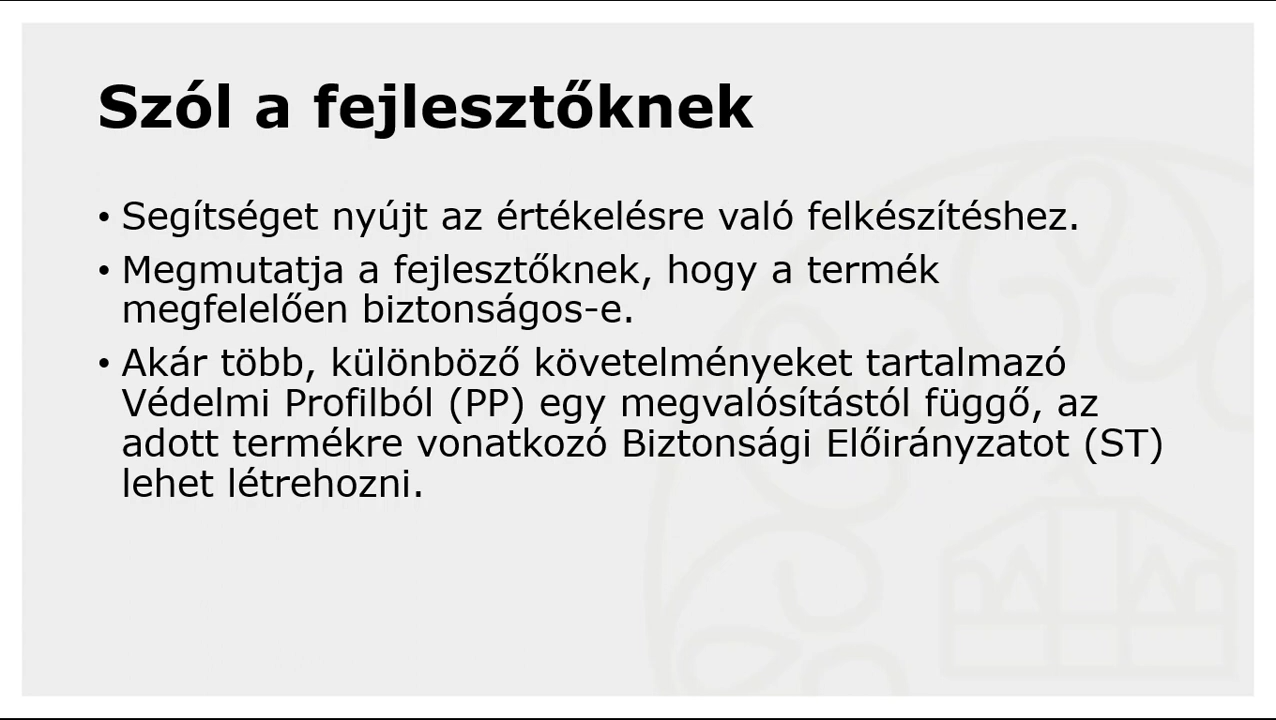 Szól a fejlesztőknek
• Segítséget nyújt az értékelésre való felkészítéshez.
• Megmutatja a fejlesztőknek, hogy a termék
megfelelően biztonságos-e.
• Akár több, különböző követelményeket tartalmazó
Védelmi Profilból (PP) egy megvalósítástól függő, az
adott termékre vonatkozó Biztonsági Előirányzatot (ST)
lehet létrehozni.